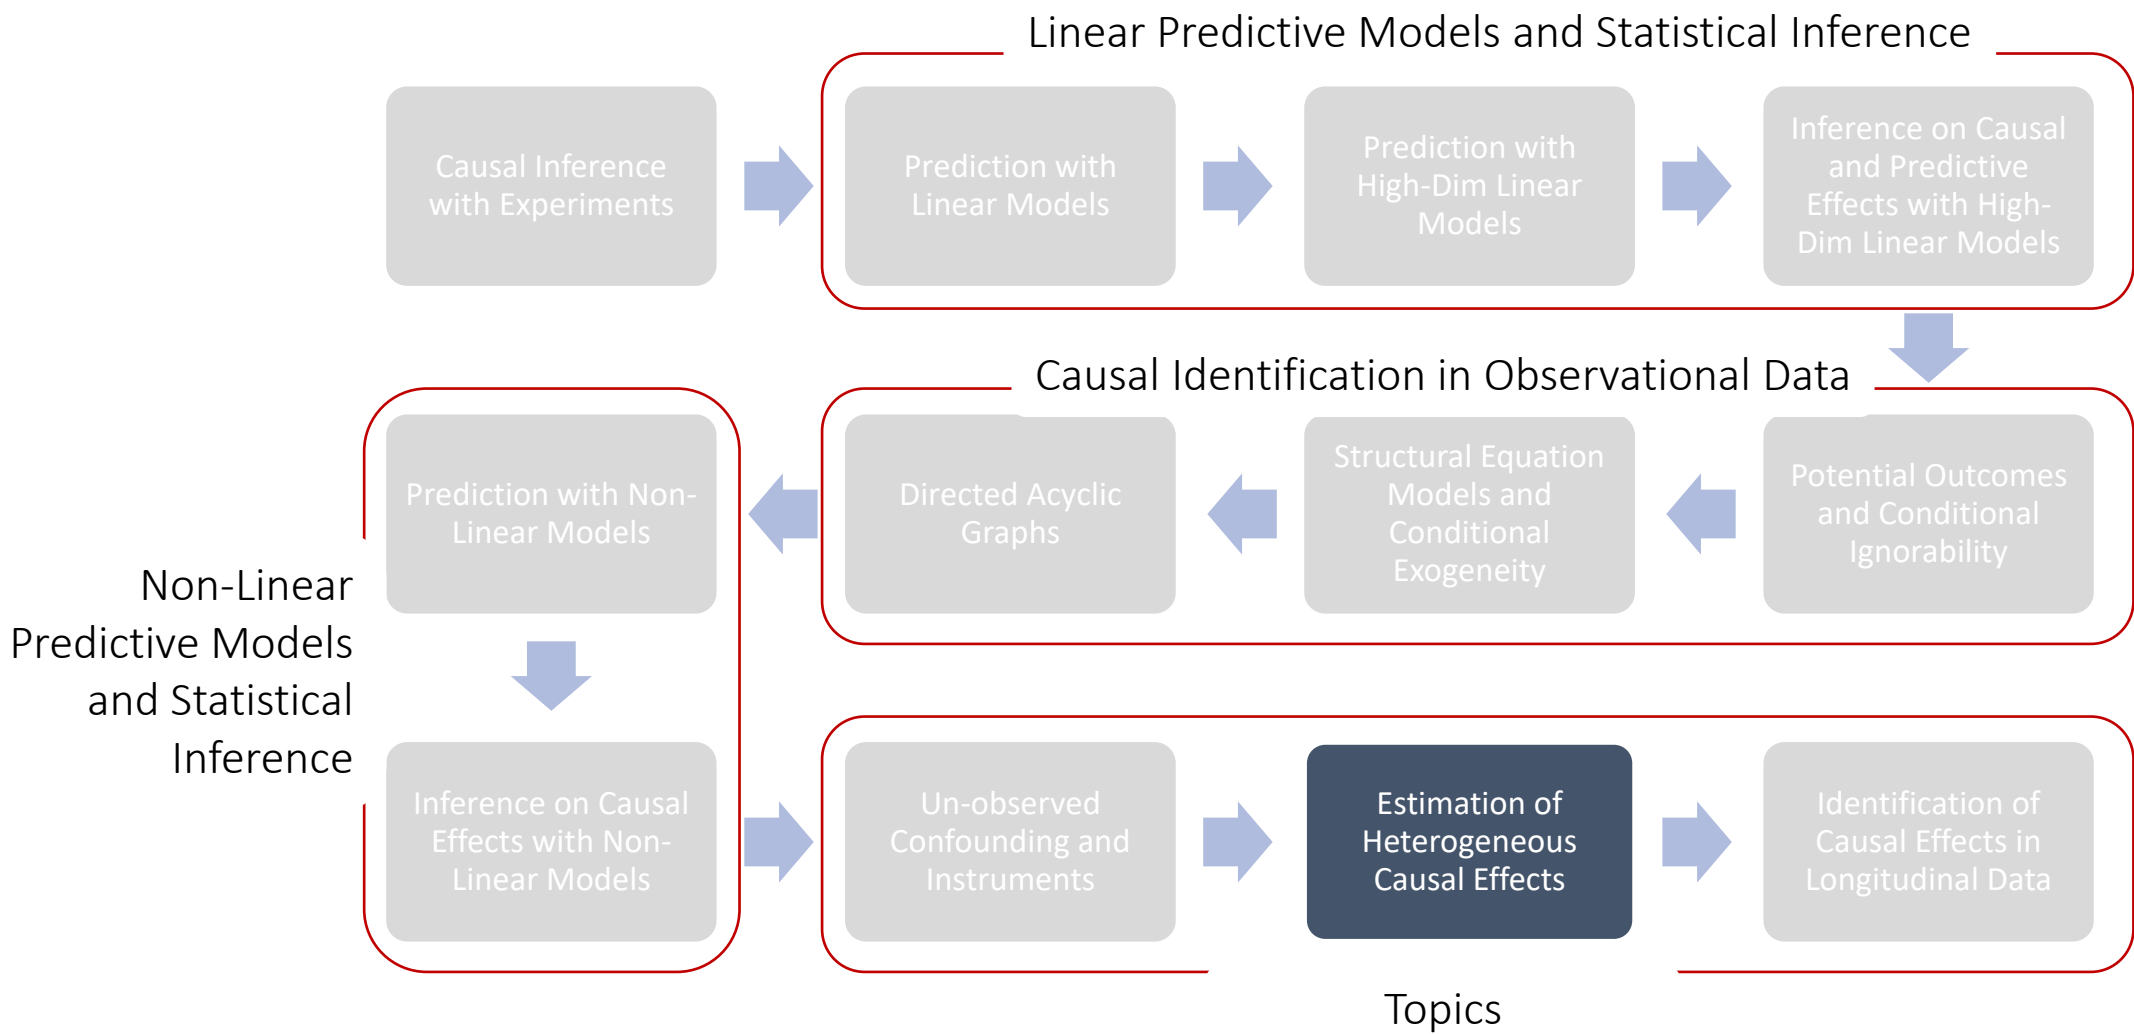 Linear Predictive Models and Statistical Inference
Causal Inference
with Experiments
Prediction with
Linear Models
Prediction with
High-Dim Linear
Models
Inference on Causal
and Predictive
Effects with High-
Dim Linear Models
Causal Identification in Observational Data
Potential Outcomes
and Conditional
Ignorability
Structural Equation
Models and
Conditional
Exogeneity
Directed Acyclic
Graphs
Prediction with Non-
Linear Models
Non-Linear
Predictive Models
and Statistical
Inference
Inference on Causal
Effects with Non-
Linear Models
Un-observed
Confounding and
Instruments
Estimation of
Heterogeneous
Causal Effects
Identification of
Causal Effects in
Longitudinal Data
Topics